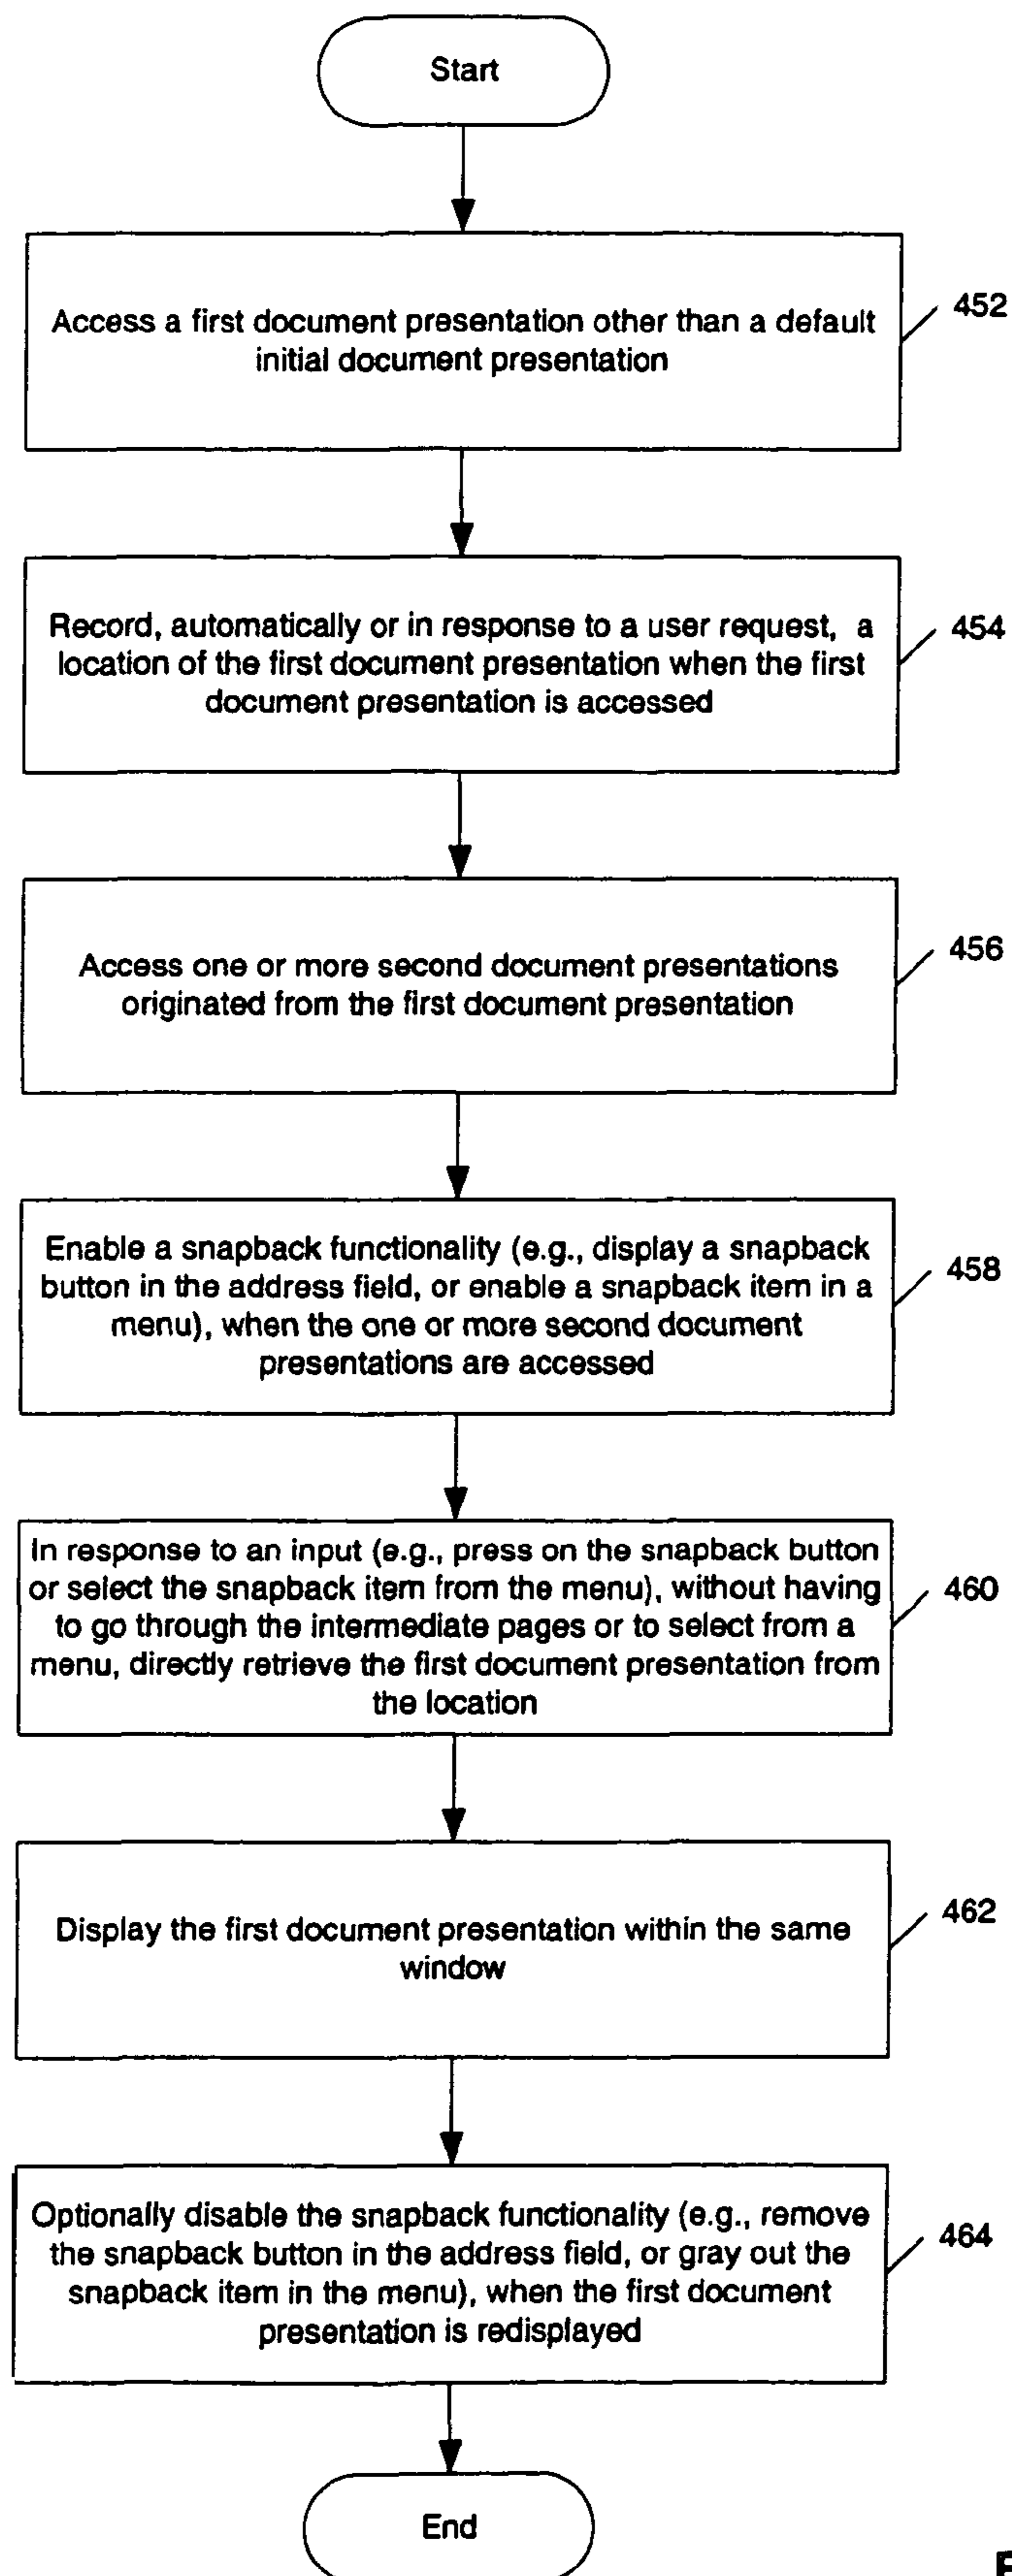 Start
Access a first document presentation other than a default
initial document presentation
452
Record, automatically or in response to a user request, a
location of the first document presentation when the first
document presentation is accessed
454
Access one or more second document presentations
originated from the first document presentation
456
Enable a snapback functionality (e.g., display a snapback
button in the address field, or enable a snapback item in a
menu), when the one or more second document
presentations are accessed
458
In response to an input (e.g., press on the snapback button
or select the snapback item from the menu), without having
to go through the intermediate pages or to select from a
menu, directly retrieve the first document presentation from
the location
460
Display the first document presentation within the same
window
462
Optionally disable the snapback functionality (e.g., remove
the snapback button in the address field, or gray out the
snapback item in the menu), when the first document
presentation is redisplayed
464
End